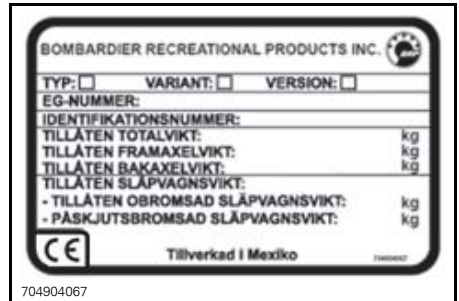 BOMBARDIER RECREATIONAL PRODUCTS INC.
TYP: VARIANT: VERSION:
EG-NUMMER:
IDENTIFIKATIONSNUMMER:
TILLÅTEN TOTALVIKT: kg
TILLÅTEN FRAMAXELVIKT: kg
TILLÅTEN BAKAXELVIKT: kg
TILLÅTEN SLÄPVAGNSVIKT:
- TILLÅTEN OBROMSAD SLÄPVAGNSVIKT: kg
- PÅSKJUTSBROMSAD SLÄPVAGNSVIKT: kg
CE Tillverkad i Mexiko 704904067
704904067